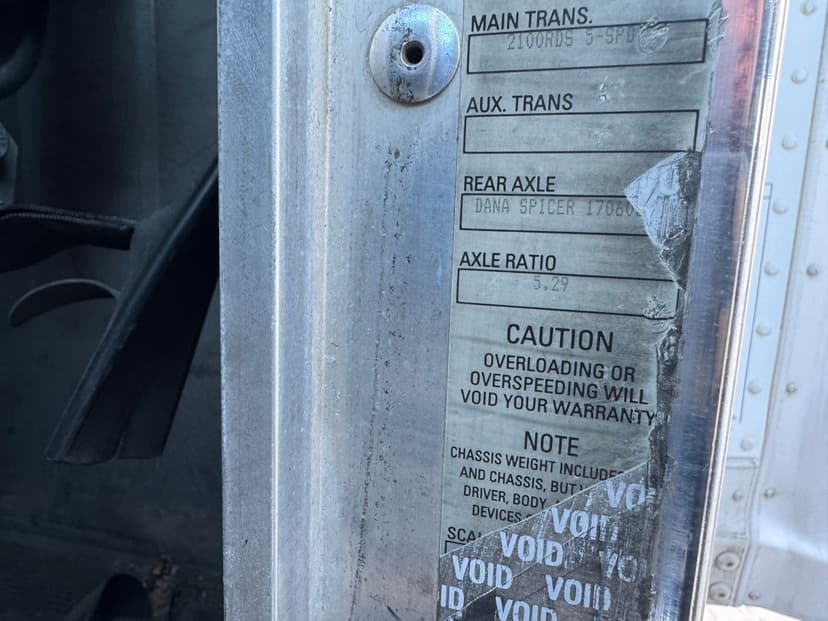 MAIN TRANS.
2100RDS 5-SPD
AUX. TRANS
REAR AXLE
DANA SPICER 17060
AXLE RATIO
5.29
CAUTION
OVERLOADING OR
OVERSPEEDING WILL
VOID YOUR WARRANTY
NOTE
CHASSIS WEIGHT INCLUDES
AND CHASSIS, BUT
DRIVER, BODY,
DEVICES
VOID
VOID
VOID
VOID
VOID
VOID